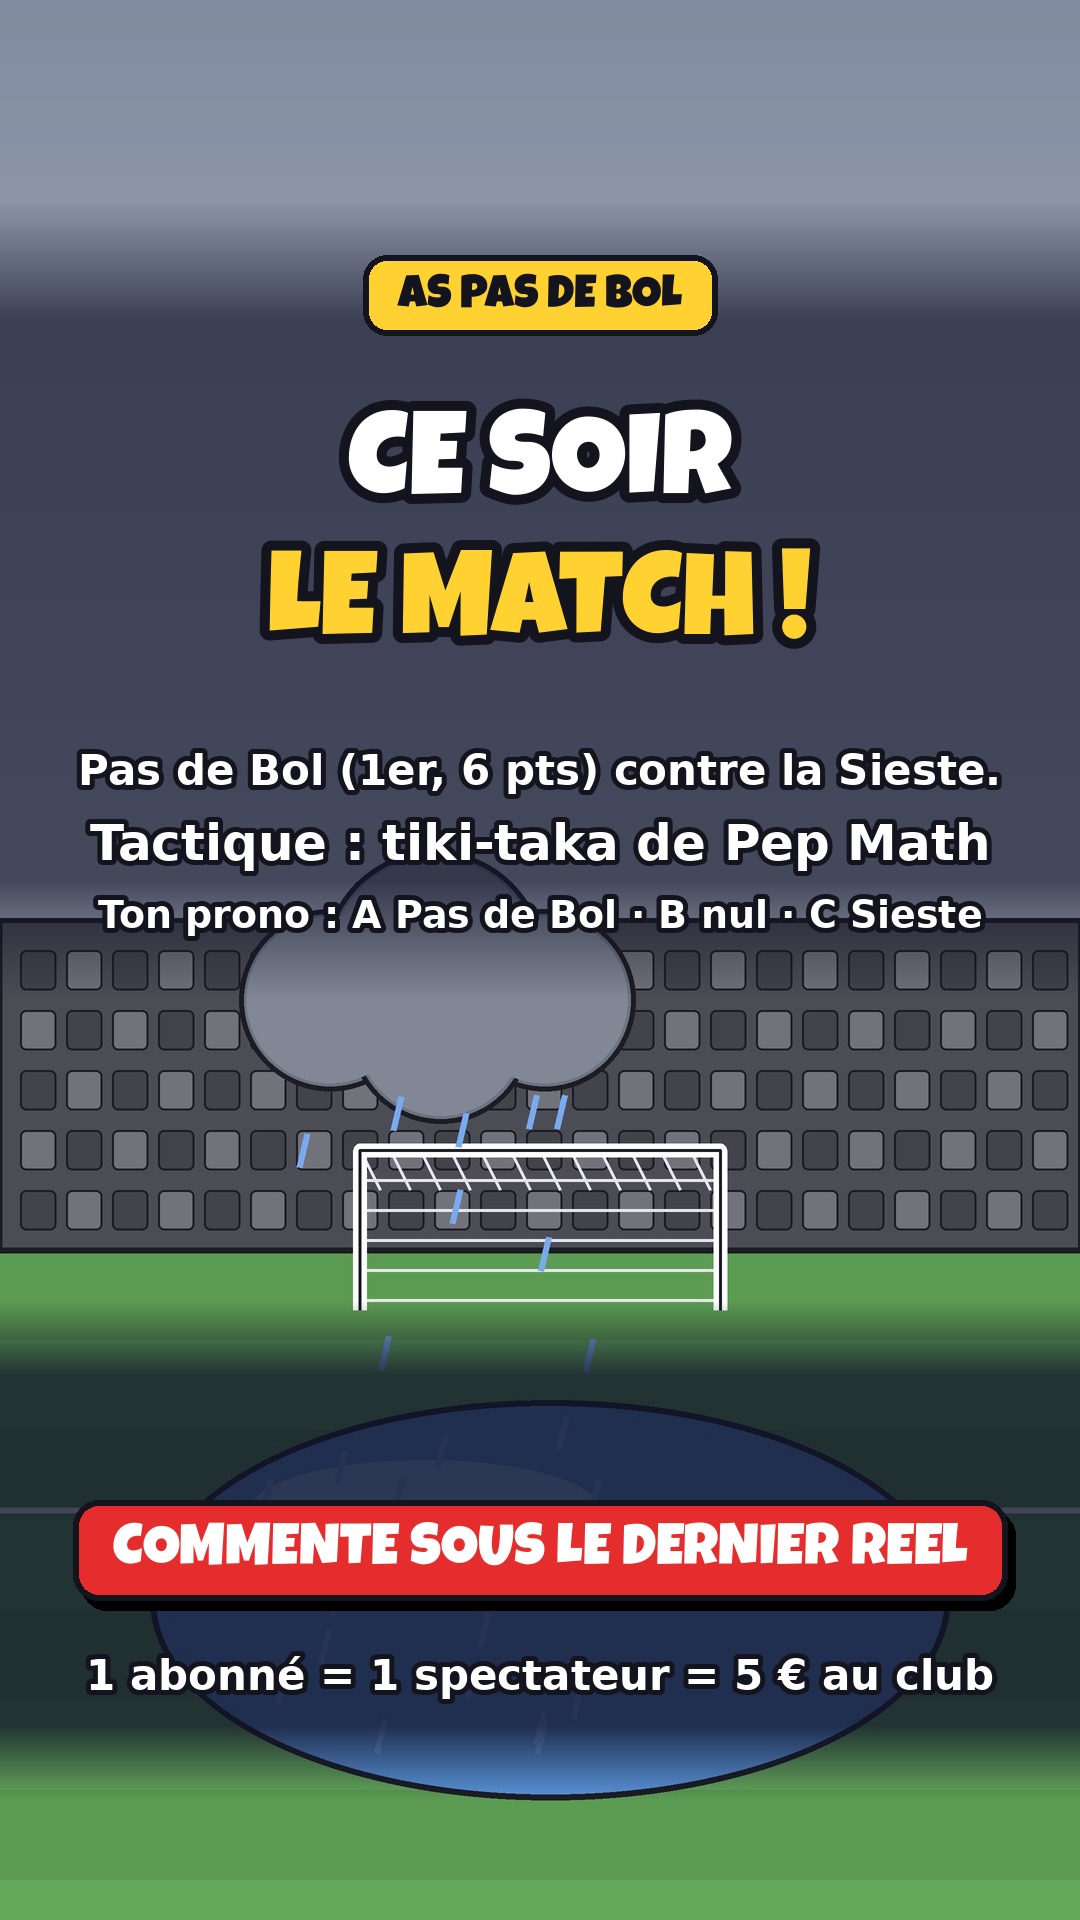 AS PAS DE BOL
CE SOIR
LE MATCH !
Pas de Bol (1er, 6 pts) contre la Sieste.
Tactique : tiki-taka de Pep Math
Ton prono : A Pas de Bol · B nul · C Sieste
COMMENTE SOUS LE DERNIER REEL
1 abonné = 1 spectateur = 5 € au club